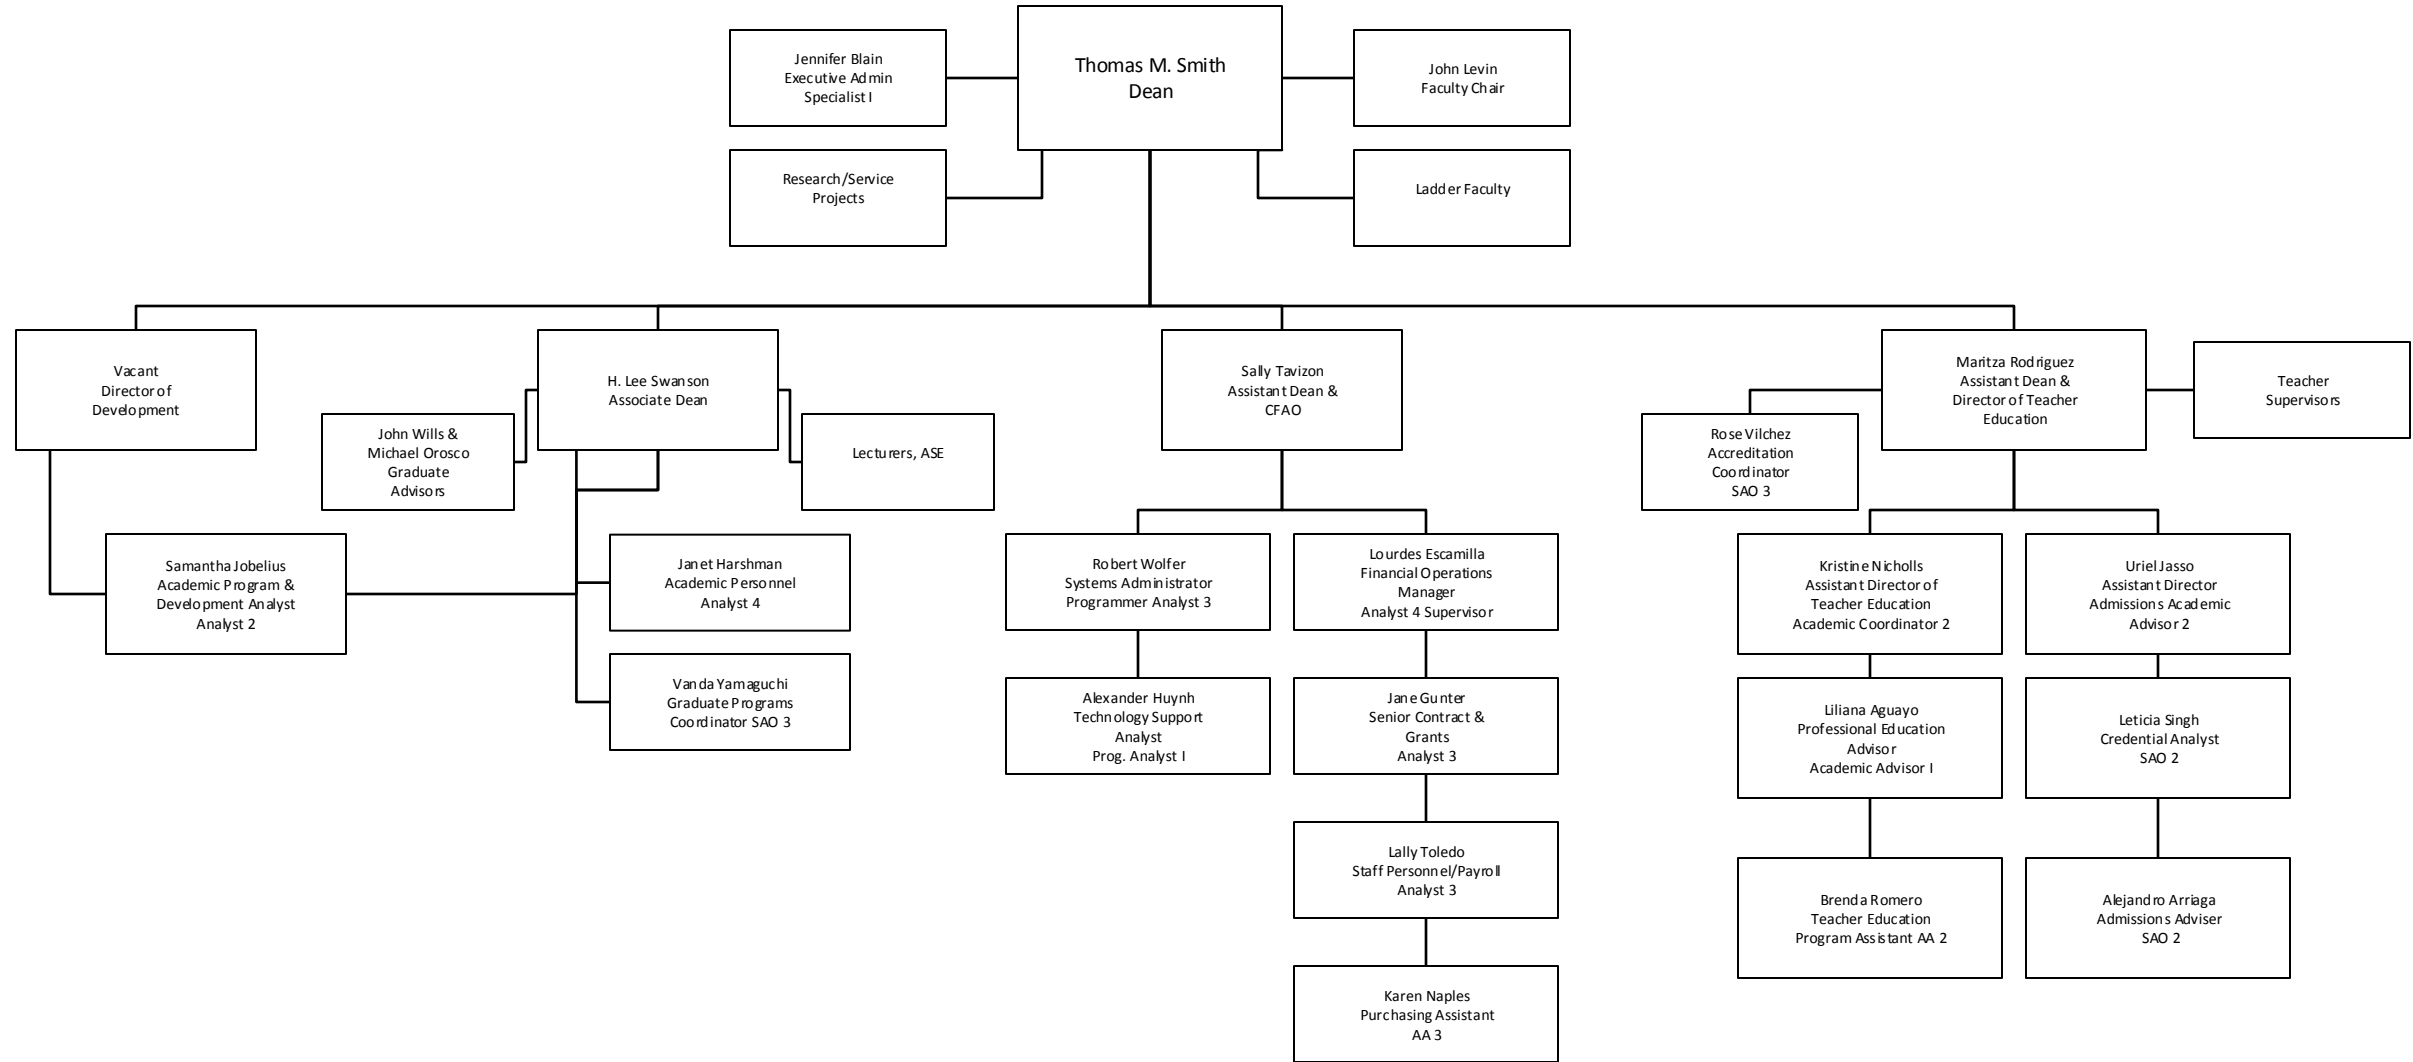 Thomas M. Smith
Dean
Jennifer Blain
Executive Admin
Specialist I
John Levin
Faculty Chair
Research/Service
Projects
Ladder Faculty
Vacant
Director of
Development
H. Lee Swanson
Associate Dean
Sally Tavizon
Assistant Dean &
CFAO
Maritza Rodriguez
Assistant Dean &
Director of Teacher
Education
Teacher
Supervisors
John Wills &
Michael Orosco
Graduate
Advisors
Lecturers, ASE
Rose Vilchez
Accreditation
Coordinator
SAO 3
Samantha Jobelius
Academic Program &
Development Analyst
Analyst 2
Janet Harshman
Academic Personnel
Analyst 4
Vanda Yamaguchi
Graduate Programs
Coordinator SAO 3
Robert Wolfer
Systems Administrator
Programmer Analyst 3
Lourdes Escamilla
Financial Operations
Manager
Analyst 4 Supervisor
Kristine Nicholls
Assistant Director of
Teacher Education
Academic Coordinator 2
Uriel Jasso
Assistant Director
Admissions Academic
Advisor 2
Alexander Huynh
Technology Support
Analyst
Prog. Analyst I
Jane Gunter
Senior Contract &
Grants
Analyst 3
Liliana Aguayo
Professional Education
Advisor
Academic Advisor I
Leticia Singh
Credential Analyst
SAO 2
Lally Toledo
Staff Personnel/Payroll
Analyst 3
Brenda Romero
Teacher Education
Program Assistant AA 2
Alejandro Arriaga
Admissions Adviser
SAO 2
Karen Naples
Purchasing Assistant
AA 3